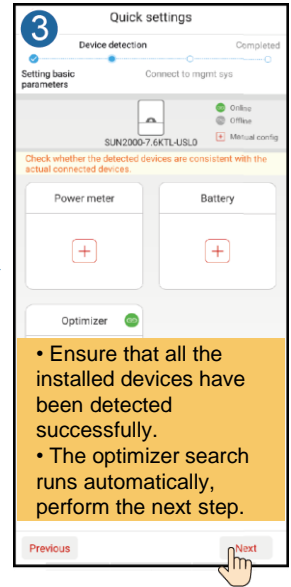 3
Quick settings
Device detection
Completed
Setting basic
parameters
Connect to mgmt sys
Online
Offline
Manual config
SUN2000-7.6KTL-USL0
Check whether the detected devices are consistent with the
actual connected devices.
Power meter
Battery
Optimizer
• Ensure that all the
installed devices have
been detected
successfully.
• The optimizer search
runs automatically,
perform the next step.
Previous
Next